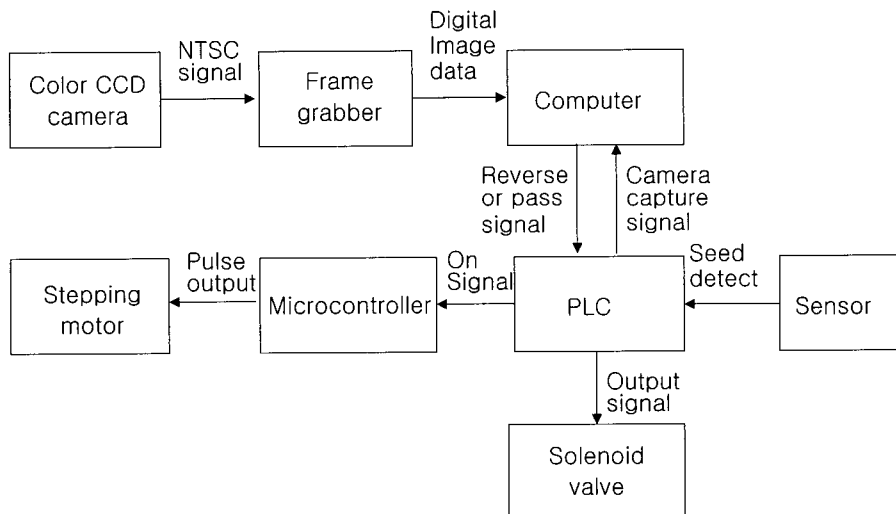 Color CCD
camera
NTSC
signal
Frame
grabber
Digital
Image
data
Computer
Reverse
or pass
signal
Camera
capture
signal
Stepping
motor
Pulse
output
Microcontroller
On
Signal
PLC
Seed
detect
Sensor
Output
signal
Solenoid
valve